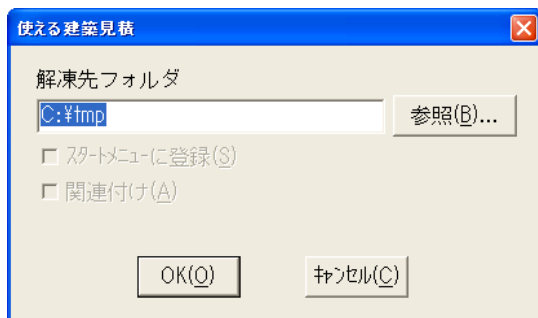 使える建築見積
解凍先フォルダ
C:¥tmp
参照(B)...
ｽﾀｰﾄﾒﾆｭｰに登録(S)
関連付け(A)
OK(O)
ｷｬﾝｾﾙ(C)